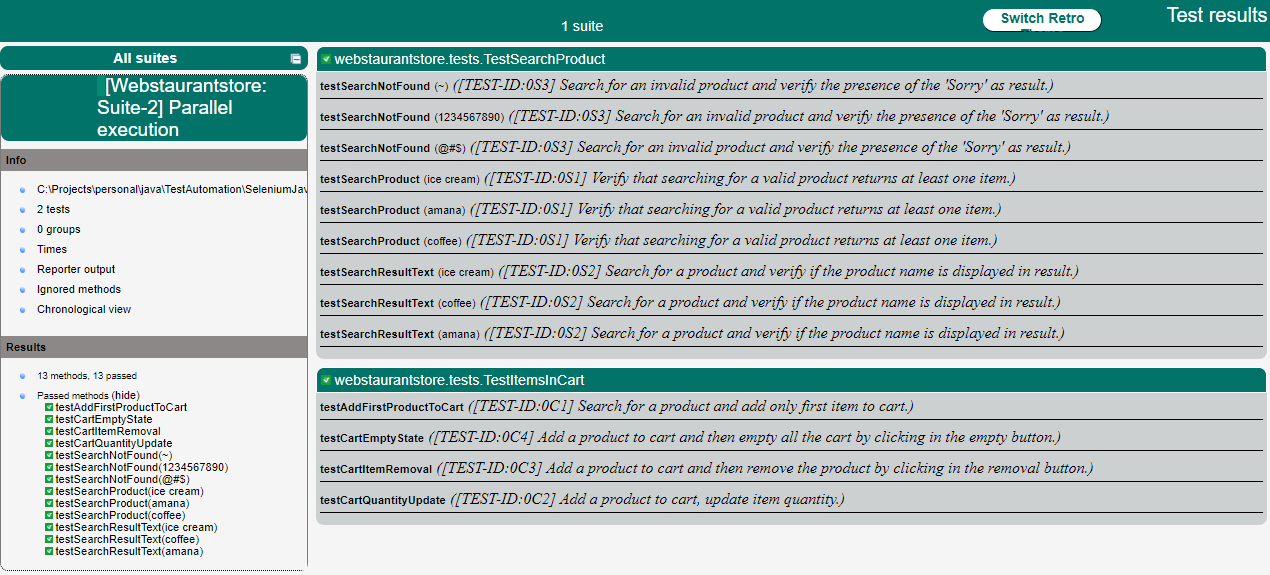 1 suite
Switch Retro
Test results
All suites
[Webstaurantstore:
Suite-2] Parallel
execution
Info
C:\Projects\personal\java\TestAutomation\SeleniumJav
2 tests
0 groups
Times
Reporter output
Ignored methods
Chronological view
Results
13 methods, 13 passed
Passed methods (hide)
testAddFirstProductToCart
testCartEmptyState
testCartItemRemoval
testCartQuantityUpdate
testSearchNotFound(~)
testSearchNotFound(1234567890)
testSearchNotFound(@#$)
testSearchProduct(ice cream)
testSearchProduct(amana)
testSearchProduct(coffee)
testSearchResultText(ice cream)
testSearchResultText(coffee)
testSearchResultText(amana)
webstaurantstore.tests.TestSearchProduct
testSearchNotFound (~) ([TEST-ID:0S3] Search for an invalid product and verify the presence of the 'Sorry' as result.)
testSearchNotFound (1234567890) ([TEST-ID:0S3] Search for an invalid product and verify the presence of the 'Sorry' as result.)
testSearchNotFound (@#$) ([TEST-ID:0S3] Search for an invalid product and verify the presence of the 'Sorry' as result.)
testSearchProduct (ice cream) ([TEST-ID:0S1] Verify that searching for a valid product returns at least one item.)
testSearchProduct (amana) ([TEST-ID:0S1] Verify that searching for a valid product returns at least one item.)
testSearchProduct (coffee) ([TEST-ID:0S1] Verify that searching for a valid product returns at least one item.)
testSearchResultText (ice cream) ([TEST-ID:0S2] Search for a product and verify if the product name is displayed in result.)
testSearchResultText (coffee) ([TEST-ID:0S2] Search for a product and verify if the product name is displayed in result.)
testSearchResultText (amana) ([TEST-ID:0S2] Search for a product and verify if the product name is displayed in result.)
webstaurantstore.tests.TestItemsInCart
testAddFirstProductToCart ([TEST-ID:0C1] Search for a product and add only first item to cart.)
testCartEmptyState ([TEST-ID:0C4] Add a product to cart and then empty all the cart by clicking in the empty button.)
testCartItemRemoval ([TEST-ID:0C3] Add a product to cart and then remove the product by clicking in the removal button.)
testCartQuantityUpdate ([TEST-ID:0C2] Add a product to cart, update item quantity.)